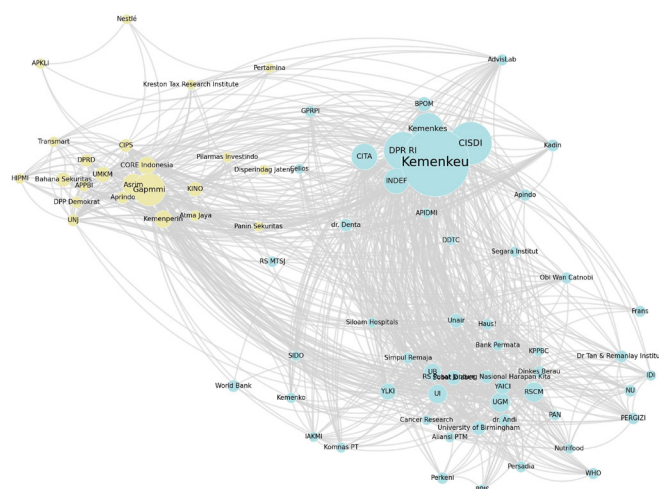 Nestlé
APKLI
AdvisLab
Pertamina
Kreston Tax Research Institute
BPOM
GPRPI
Kemenkes
Transmart
CIPS
CISDI
Kadin
DPR RI
CITA
DPRD
Pilarmas Investindo
Kemenkeu
CORE Indonesia
Disperindag Jateng
Celios
HIPMI
Bahana Sekuritas
UMKM
INDEF
APPBI
Asrim
Gapmmi
KINO
Apindo
Aprindo
DPP Demokrat
APIDMI
UNJ
Kemenperin
Atma Jaya
Panin Sekuritas
dr. Denta
DDTC
Segara Institut
RS MTSJ
Obi Wan Catnobi
Frans
Siloam Hospitals
Unair
Haus!
Bank Permata
KPPBC
SIDO
Simpul Remaja
Dr Tan & Remanlay Institu
UB
Dinkes Berau
Nasional Harapan Kita
IDI
World Bank
YAICI
YLKI
UI
RSCM
NU
Kemenko
UGM
PAN
Cancer Research
dr. Andi
PERGIZI
University of Birmingham
IAKMI
Aliansi PTM
Komnas PT
Nutrifood
Persadia
WHO
Perkeni